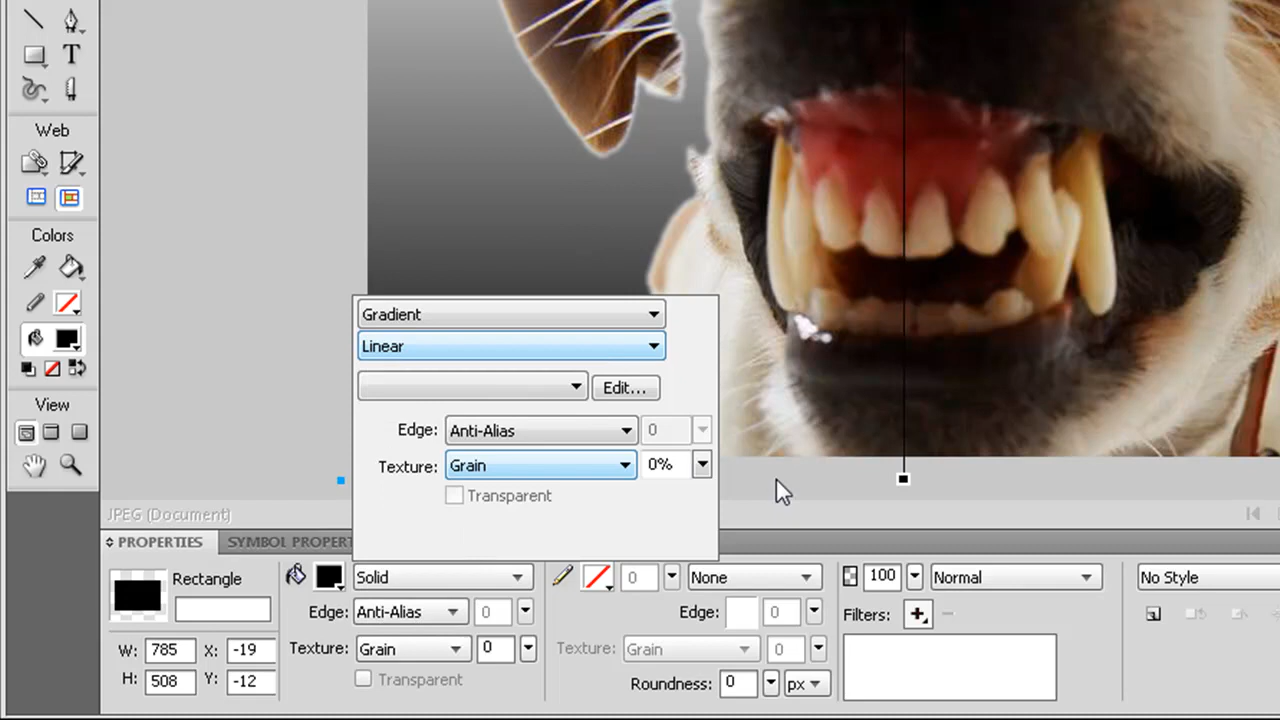 T
Web
Colors
View
Gradient
Linear
Edit...
Edge: Anti-Alias 0
Texture: Grain 0%
Transparent
JPEG (Document)
PROPERTIES SYMBOL PROPERT
Rectangle
Solid
0 None
100 Normal
No Style
Edge: Anti-Alias 0
Edge: 0
Filters:
W: 785 X: -19
Texture: Grain 0
Texture: Grain 0
H: 508 Y: -12
Transparent
Roundness: 0 px